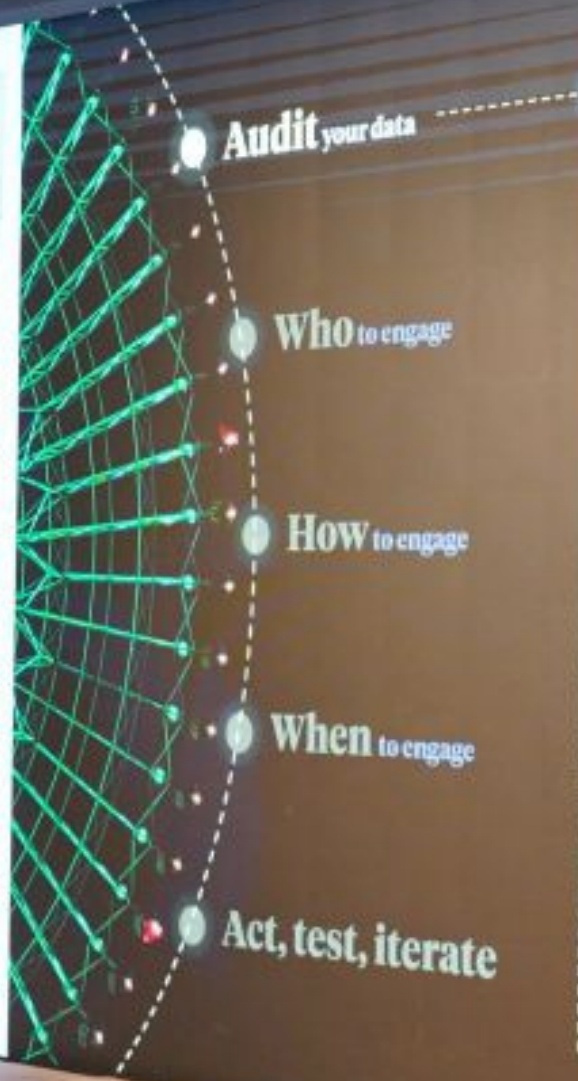 Audit your data
Who to engage
How to engage
When to engage
Act, test, iterate